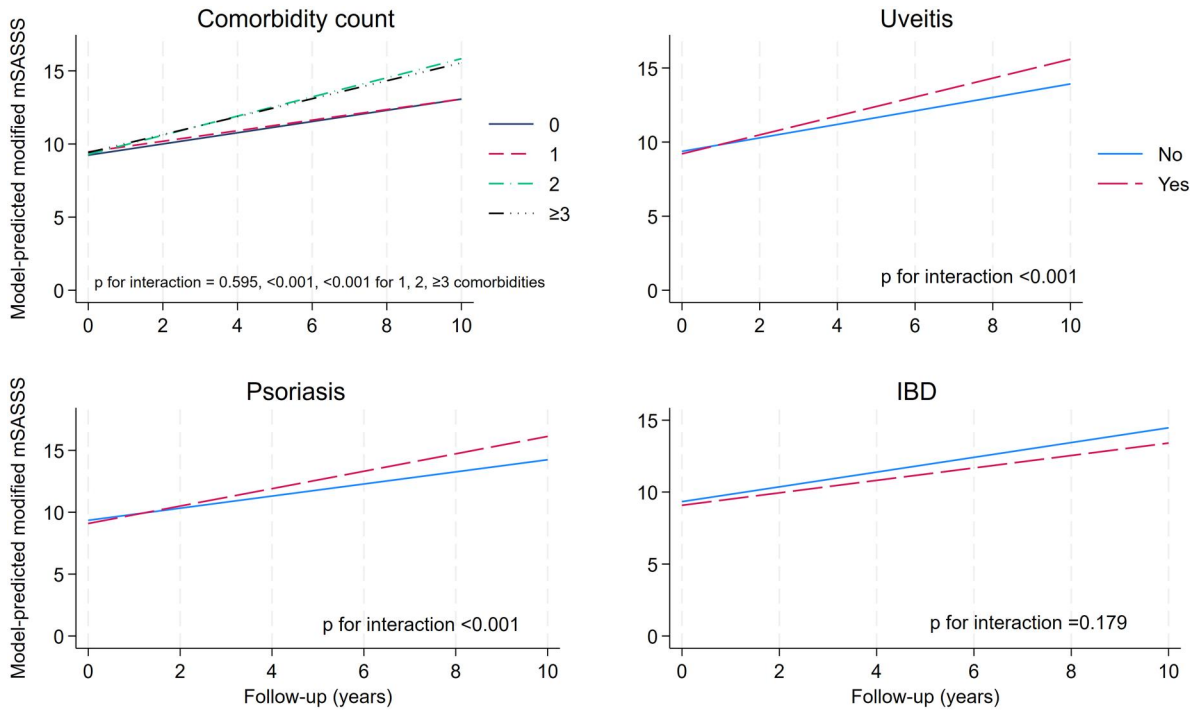 Comorbidity count
Model-predicted modified mSASSS
15
10
5
0
0
1
2
≥3
p for interaction = 0.595, <0.001, <0.001 for 1, 2, ≥3 comorbidities
0 2 4 6 8 10
Uveitis
15
10
5
0
No
Yes
p for interaction <0.001
0 2 4 6 8 10
Psoriasis
Model-predicted modified mSASSS
15
10
5
0
p for interaction <0.001
0 2 4 6 8 10
Follow-up (years)
IBD
15
10
5
0
p for interaction =0.179
0 2 4 6 8 10
Follow-up (years)